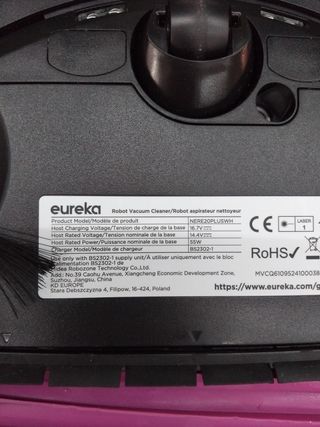 eureka
Robot Vacuum Cleaner/Robot aspirateur nettoyeur
Product Model/Modèle de produit NERE20PLUSWH
Host Charging Voltage/Tension de charge de la base 16.7V
Host Rated Voltage/Tension nominale de la base 14.4V
Host Rated Power/Puissance nominale de la base 55W
Charger Model/Modèle de chargeur BS2302-1
Use only with BS2302-1 supply unit/À utiliser uniquement avec le bloc
d'alimentation BS2302-1 de
Midea Robozone Technology Co.,Ltd.
Add: No.39 Caohu Avenue, Xiangcheng Economy Development Zone,
Suzhou, Jiangsu, China
KD EUROPE
Stara Debszczyzna 4, Filipow, 16-424, Poland
CE
LASER
1
RoHS
MVCQ6109524100038
https://www.eureka.com/